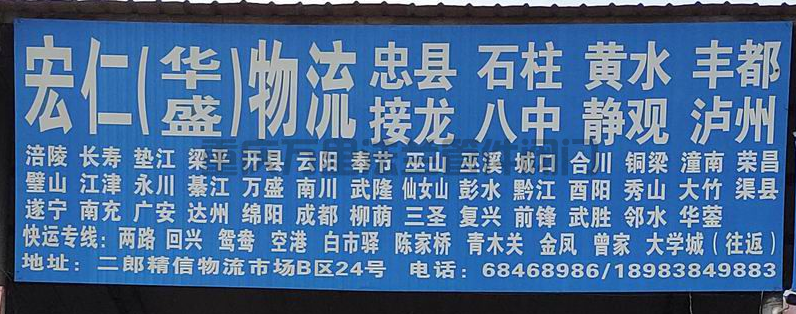 宏仁(华盛)物流 忠县 石柱 黄水 丰都
接龙 八中 静观 泸州
涪陵 长寿 垫江 梁平 开县 云阳 奉节 巫山 巫溪 城口 合川 铜梁 潼南 荣昌
璧山 江津 永川 綦江 万盛 南川 武隆 仙女山 彭水 黔江 酉阳 秀山 大竹 渠县
遂宁 南充 广安 达州 绵阳 成都 柳荫 三圣 复兴 前锋 武胜 邻水 华蓥
快运专线：两路 回兴 鸳鸯 空港 白市驿 陈家桥 青木关 金凤 曾家 大学城（往返）
地址：二郎精信物流市场B区24号 电话：68468986/18983849883